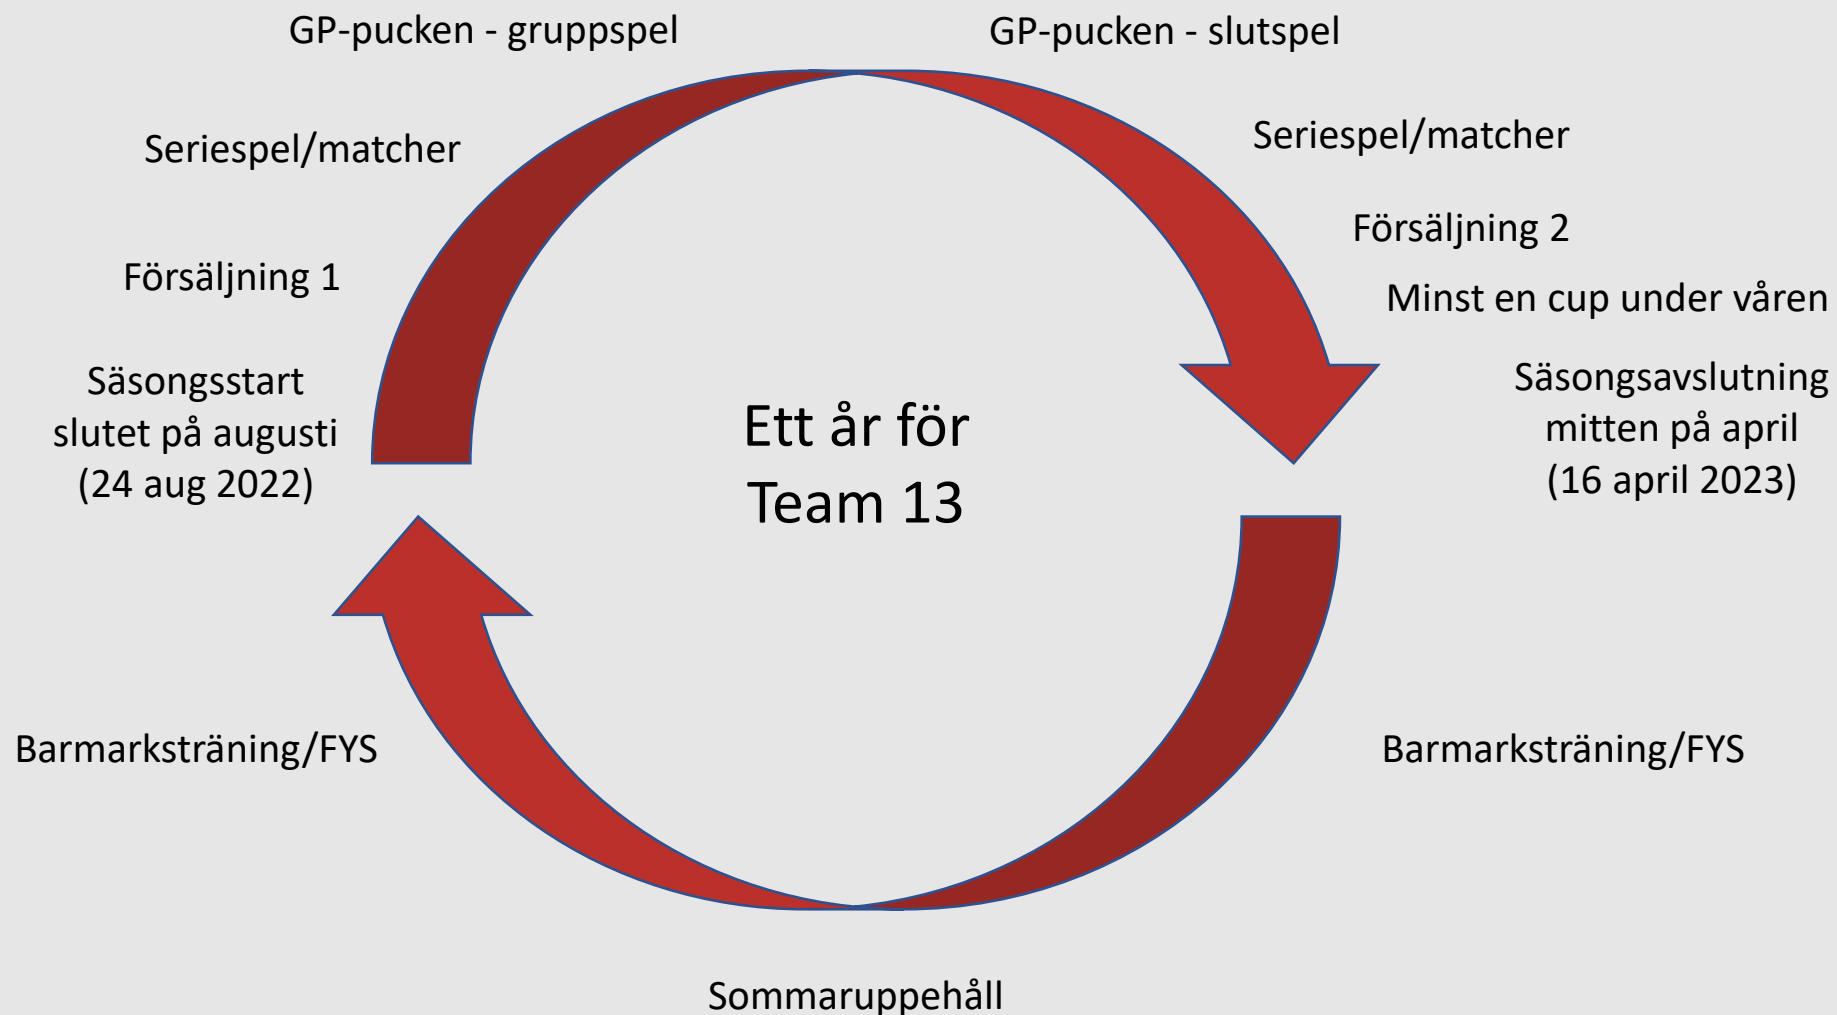 GP-pucken - gruppspel
GP-pucken - slutspel
Seriespel/matcher
Seriespel/matcher
Försäljning 1
Försäljning 2
Minst en cup under våren
Säsongsstart
slutet på augusti
(24 aug 2022)
Ett år för
Team 13
Säsongsavslutning
mitten på april
(16 april 2023)
Barmarksträning/FYS
Barmarksträning/FYS
Sommaruppehåll